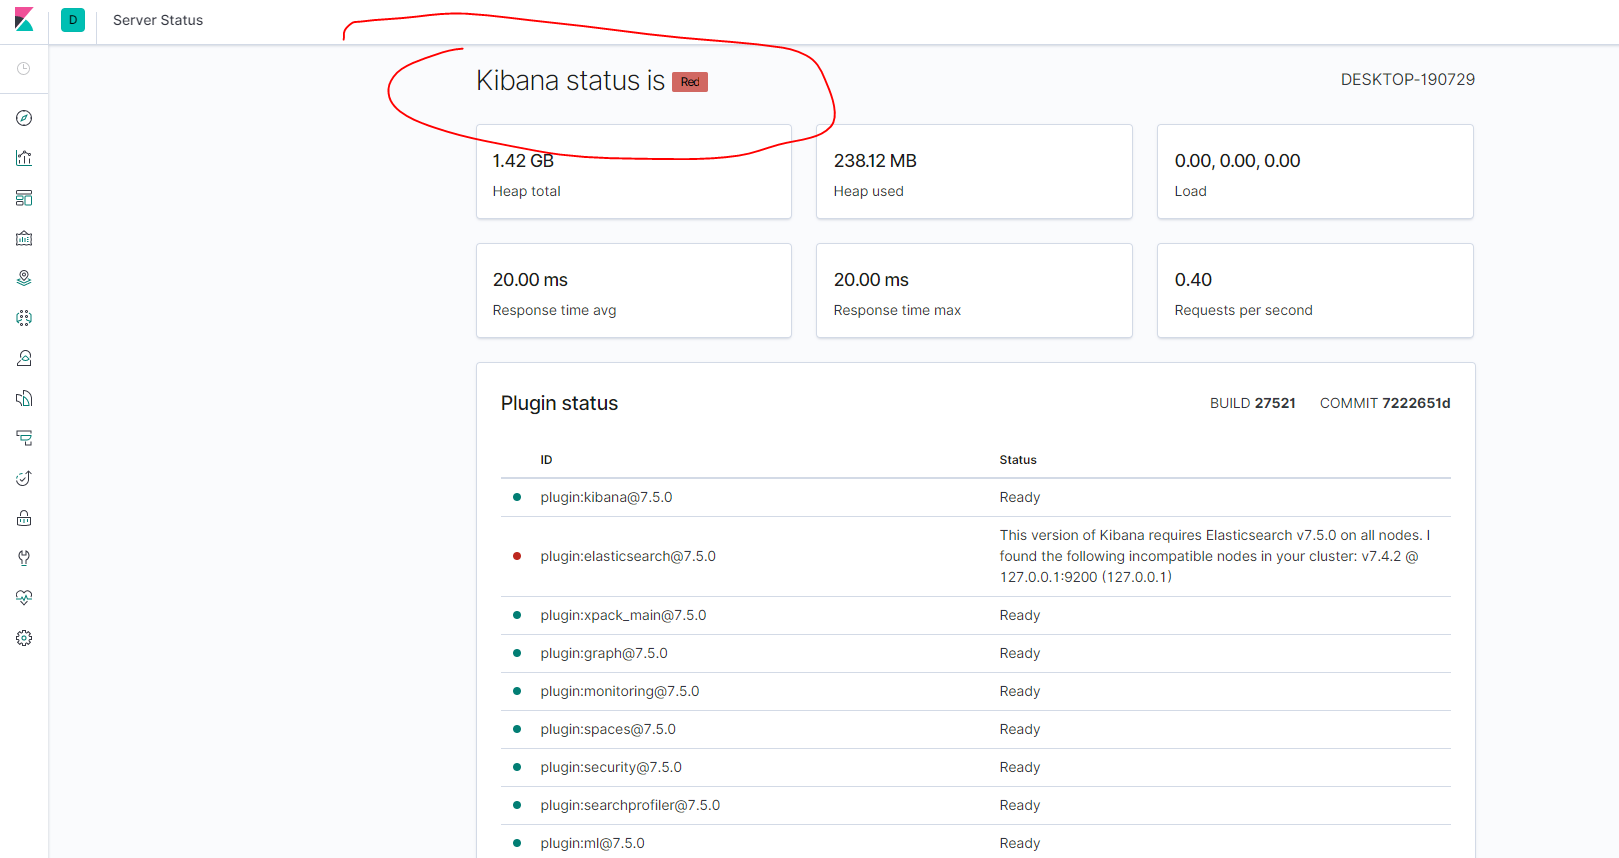 D Server Status
Kibana status is Red
DESKTOP-190729
1.42 GB
Heap total
238.12 MB
Heap used
0.00, 0.00, 0.00
Load
20.00 ms
Response time avg
20.00 ms
Response time max
0.40
Requests per second
Plugin status
BUILD 27521 COMMIT 7222651d
ID Status
plugin:kibana@7.5.0 Ready
plugin:elasticsearch@7.5.0
This version of Kibana requires Elasticsearch v7.5.0 on all nodes. I
found the following incompatible nodes in your cluster: v7.4.2 @
127.0.0.1:9200 (127.0.0.1)
plugin:xpack_main@7.5.0 Ready
plugin:graph@7.5.0 Ready
plugin:monitoring@7.5.0 Ready
plugin:spaces@7.5.0 Ready
plugin:security@7.5.0 Ready
plugin:searchprofiler@7.5.0 Ready
plugin:ml@7.5.0 Ready